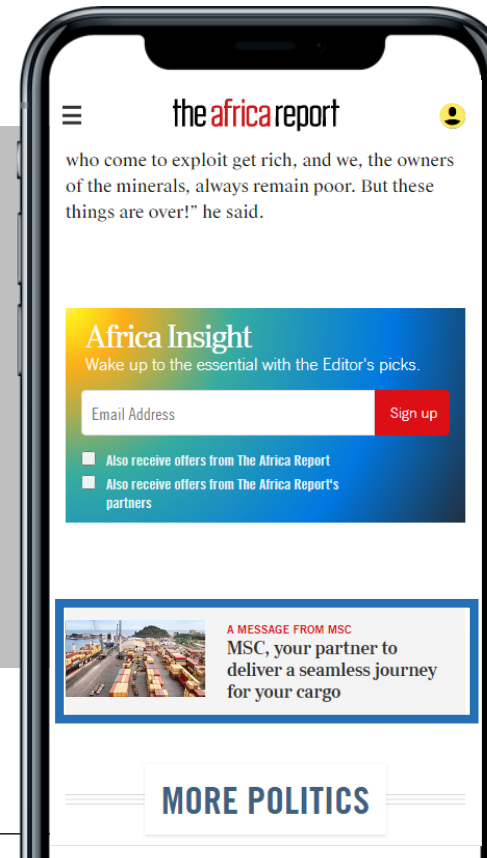 the africa report
who come to exploit get rich, and we, the owners
of the minerals, always remain poor. But these
things are over!” he said.
Africa Insight
Wake up to the essential with the Editor's picks.
Email Address
Sign up
Also receive offers from The Africa Report
Also receive offers from The Africa Report's
partners
A MESSAGE FROM MSC
MSC, your partner to
deliver a seamless journey
for your cargo
MORE POLITICS